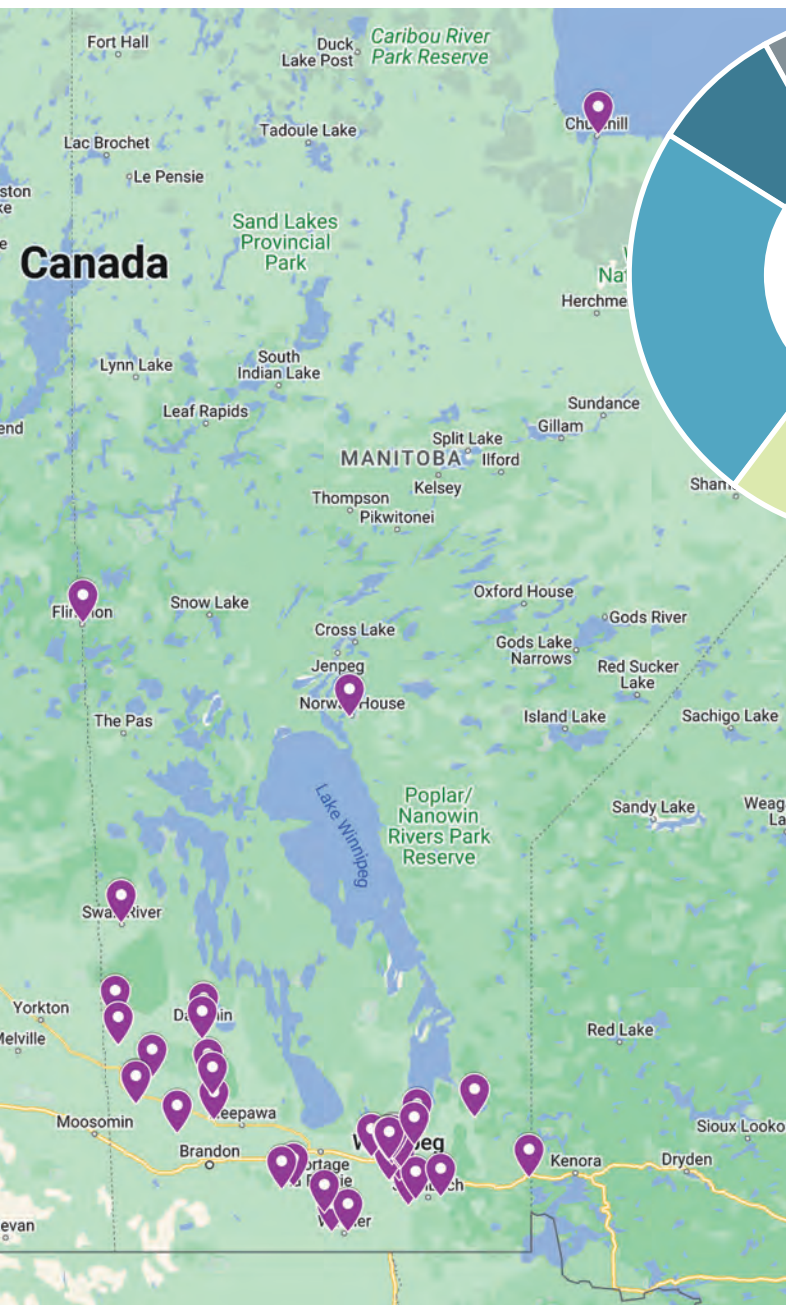 Fort Hall
Duck
Lake Post
Caribou River
Park Reserve
Lac Brochet
Tadoule Lake
Le Pensie
Sand Lakes
Provincial
Park
Canada
Lynn Lake
South
Indian Lake
Leaf Rapids
Sundance
Gillam
Split Lake
MANITOBA
Ilford
Kelsey
Thompson
Pikwitonei
Snow Lake
Oxford House
Gods River
Cross Lake
Gods Lake
Narrows
Jenpeg
Red Sucker
Lake
House
The Pas
Island Lake
Sachigo Lake
Lake Winnipeg
Poplar/
Nanowin
Rivers Park
Reserve
Sandy Lake
River
Yorkton
Red Lake
Moosomin
Brandon
Kenora
Dryden